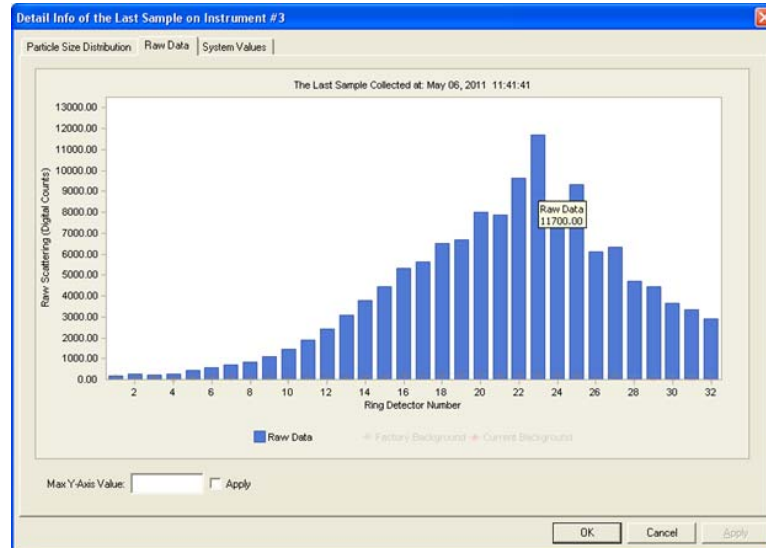 Detail Info of the Last Sample on Instrument #3
Particle Size Distribution Raw Data System Values
The Last Sample Collected at: May 06, 2011 11:41:41
Raw Scattering (Digital Counts)
13000.00
12000.00
11000.00
10000.00
9000.00
8000.00
7000.00
6000.00
5000.00
4000.00
3000.00
2000.00
1000.00
0.00
Raw Data
11700.00
2 4 6 8 10 12 14 16 18 20 22 24 26 28 30 32
Ring Detector Number
Raw Data Factory Background Current Background
Max Y-Axis Value: Apply
OK Cancel Apply